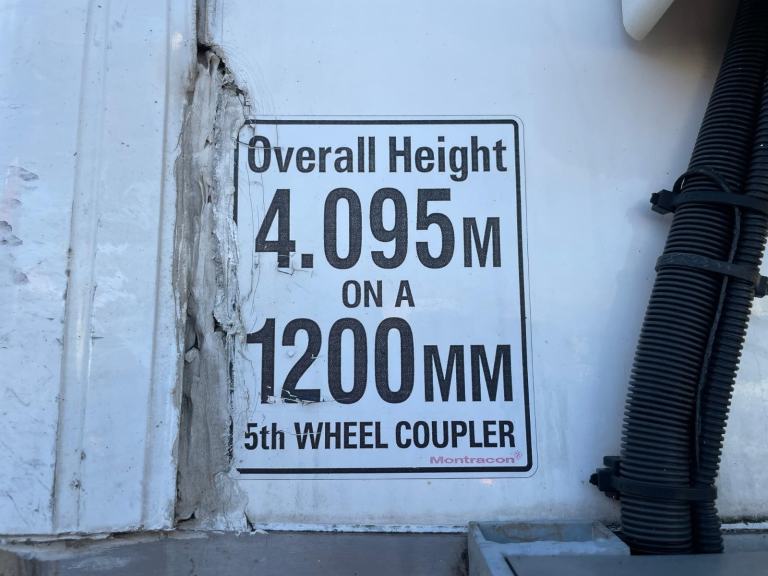 Overall Height
4.095M
ON A
1200MM
5th WHEEL COUPLER
Montracon